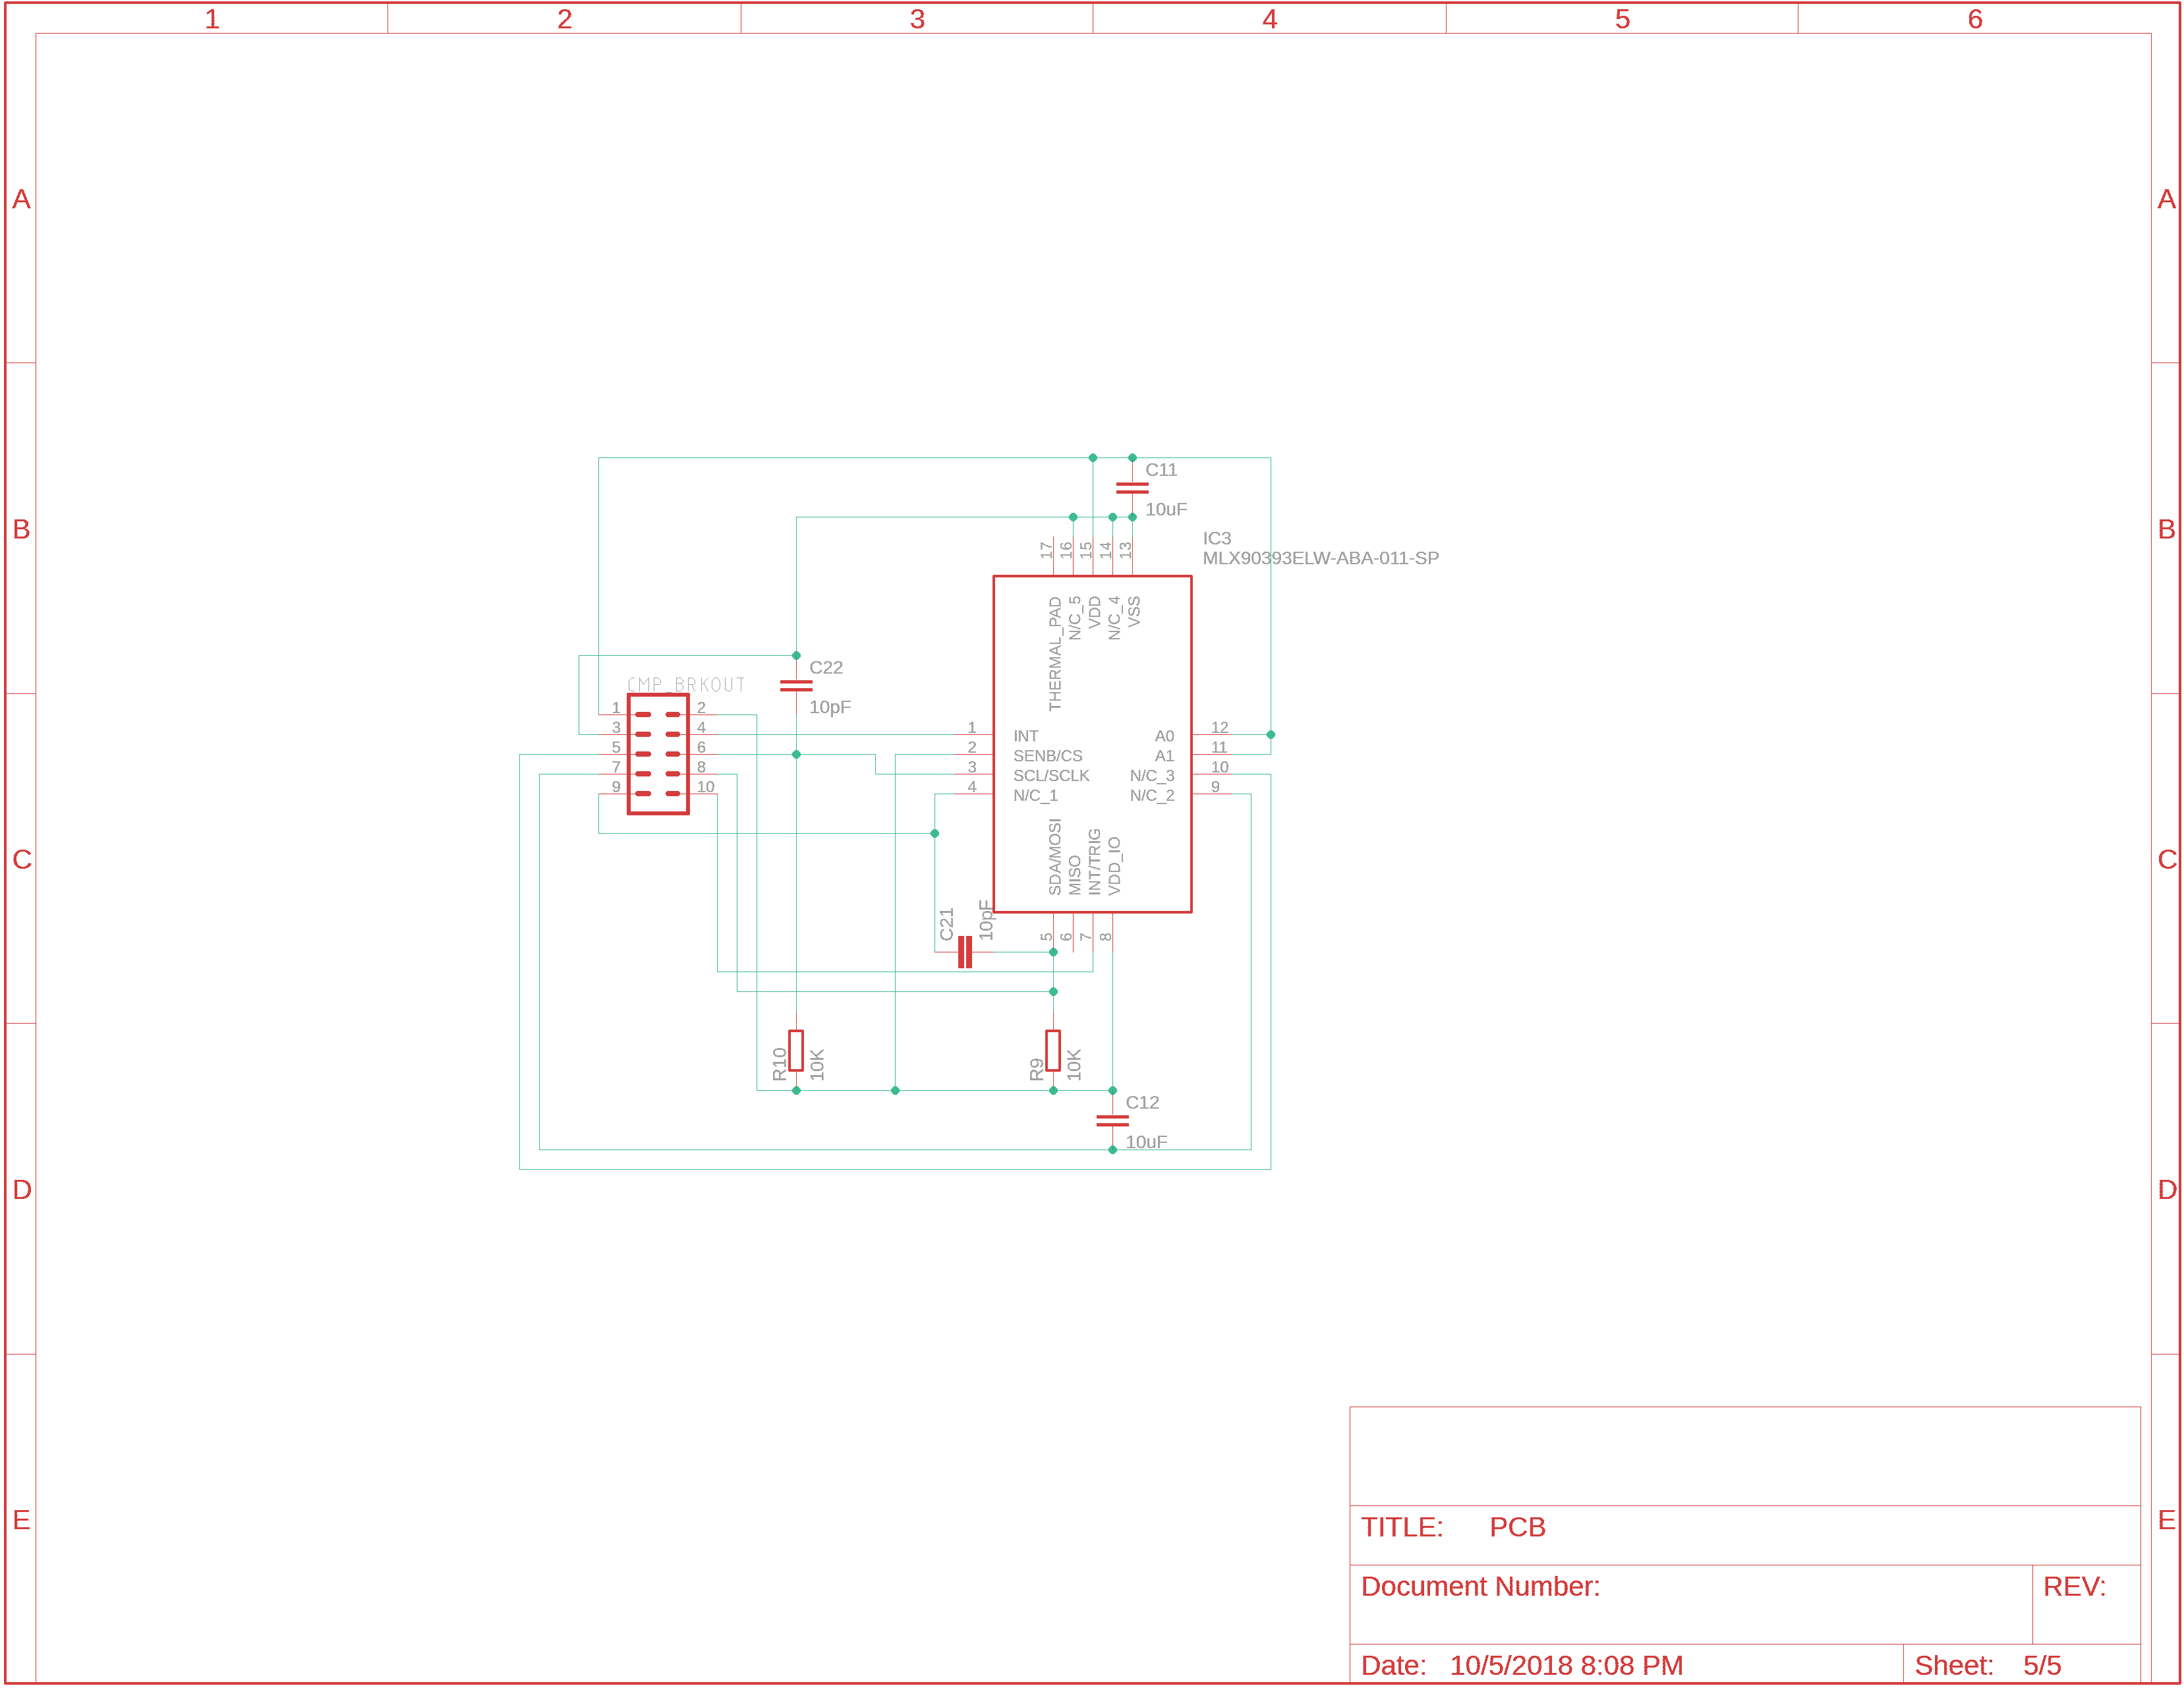 1 2 3 4 5 6
A A
B B
C C
D D
E E
C11
10uF
IC3
MLX90393ELW-ABA-011-SP
17 16 15 14 13
THERMAL_PAD N/C_5 VDD N/C_4 VSS
C22
10pF
CMP_BRKOUT
1 2
3 4
5 6
7 8
9 10
1 INT A0 12
2 SENB/CS A1 11
3 SCL/SCLK N/C_3 10
4 N/C_1 N/C_2 9
SDA/MOSI MISO INT/TRIG VDD_IO
5 6 7 8
C21 10pF
R10 10K
R9 10K
C12
10uF
TITLE: PCB
Document Number: REV:
Date: 10/5/2018 8:08 PM Sheet: 5/5